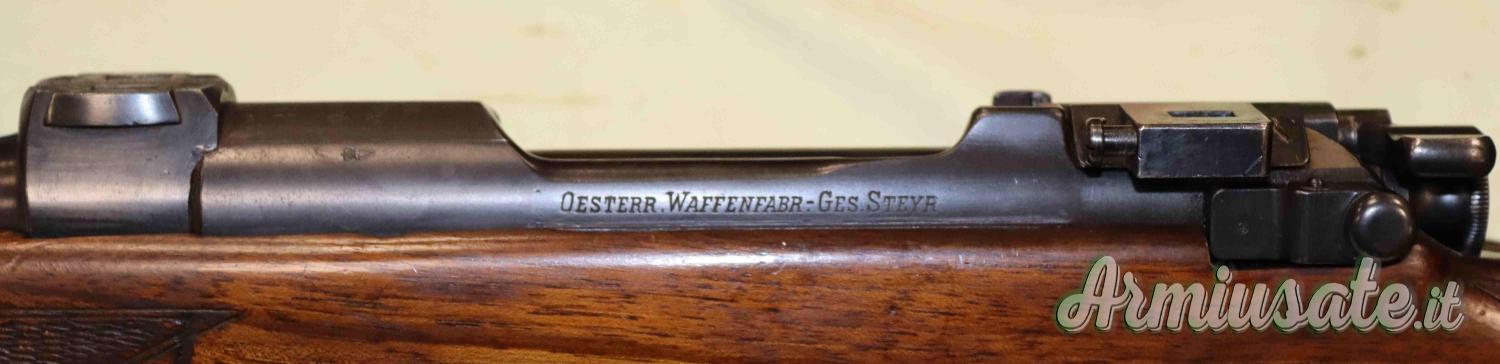 OESTERR. WAFFENFABR.-GES. STEYR
Armiusate.it